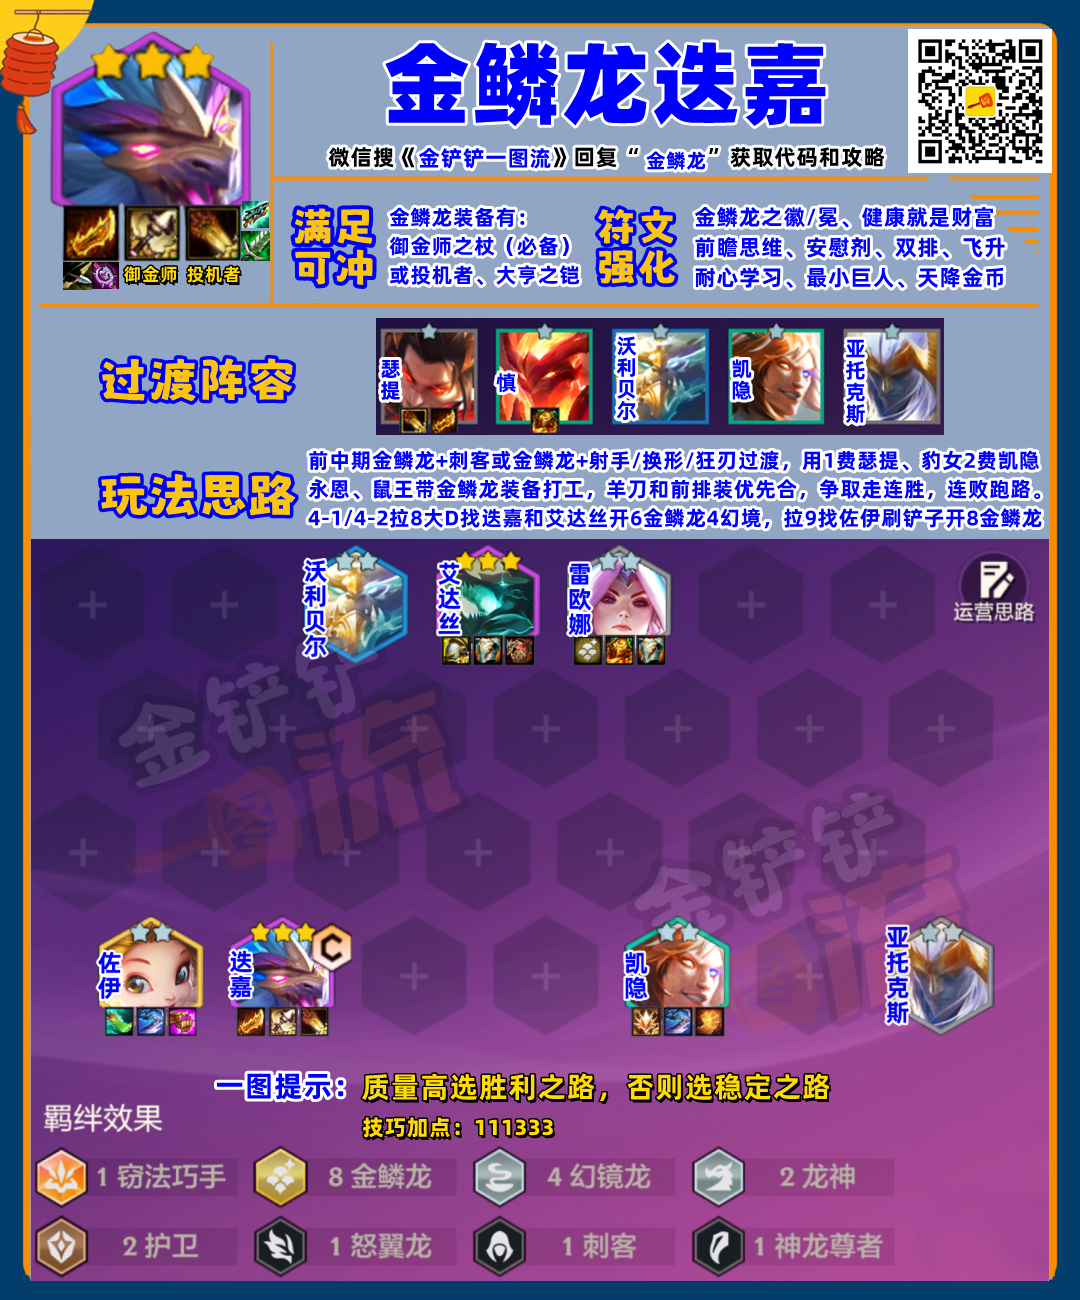 金鳞龙迭嘉
微信搜《金铲铲一图流》回复“金鳞龙”获取代码和攻略
御金师 投机者
满足
可冲
金鳞龙装备有：
御金师之杖（必备）
或投机者、大亨之铠
符文
强化
金鳞龙之徽/冕、健康就是财富
前瞻思维、安慰剂、双排、飞升
耐心学习、最小巨人、天降金币
过渡阵容
瑟提
慎
沃利贝尔
凯隐
亚托克斯
玩法思路
前中期金鳞龙+刺客或金鳞龙+射手/换形/狂刃过渡，用1费瑟提、豹女2费凯隐
永恩、鼠王带金鳞龙装备打工，羊刀和前排装优先合，争取走连胜，连败跑路。
4-1/4-2拉8大D找迭嘉和艾达丝开6金鳞龙4幻境，拉9找佐伊刷铲子开8金鳞龙
沃利贝尔
艾达丝
雷欧娜
运营思路
金铲铲
一图流
金铲铲
一图流
佐伊
迭嘉
C
凯隐
亚托克斯
一图提示：质量高选胜利之路，否则选稳定之路
技巧加点：111333
羁绊效果
1 窃法巧手
8 金鳞龙
4 幻镜龙
2 龙神
2 护卫
1 怒翼龙
1 刺客
1 神龙尊者